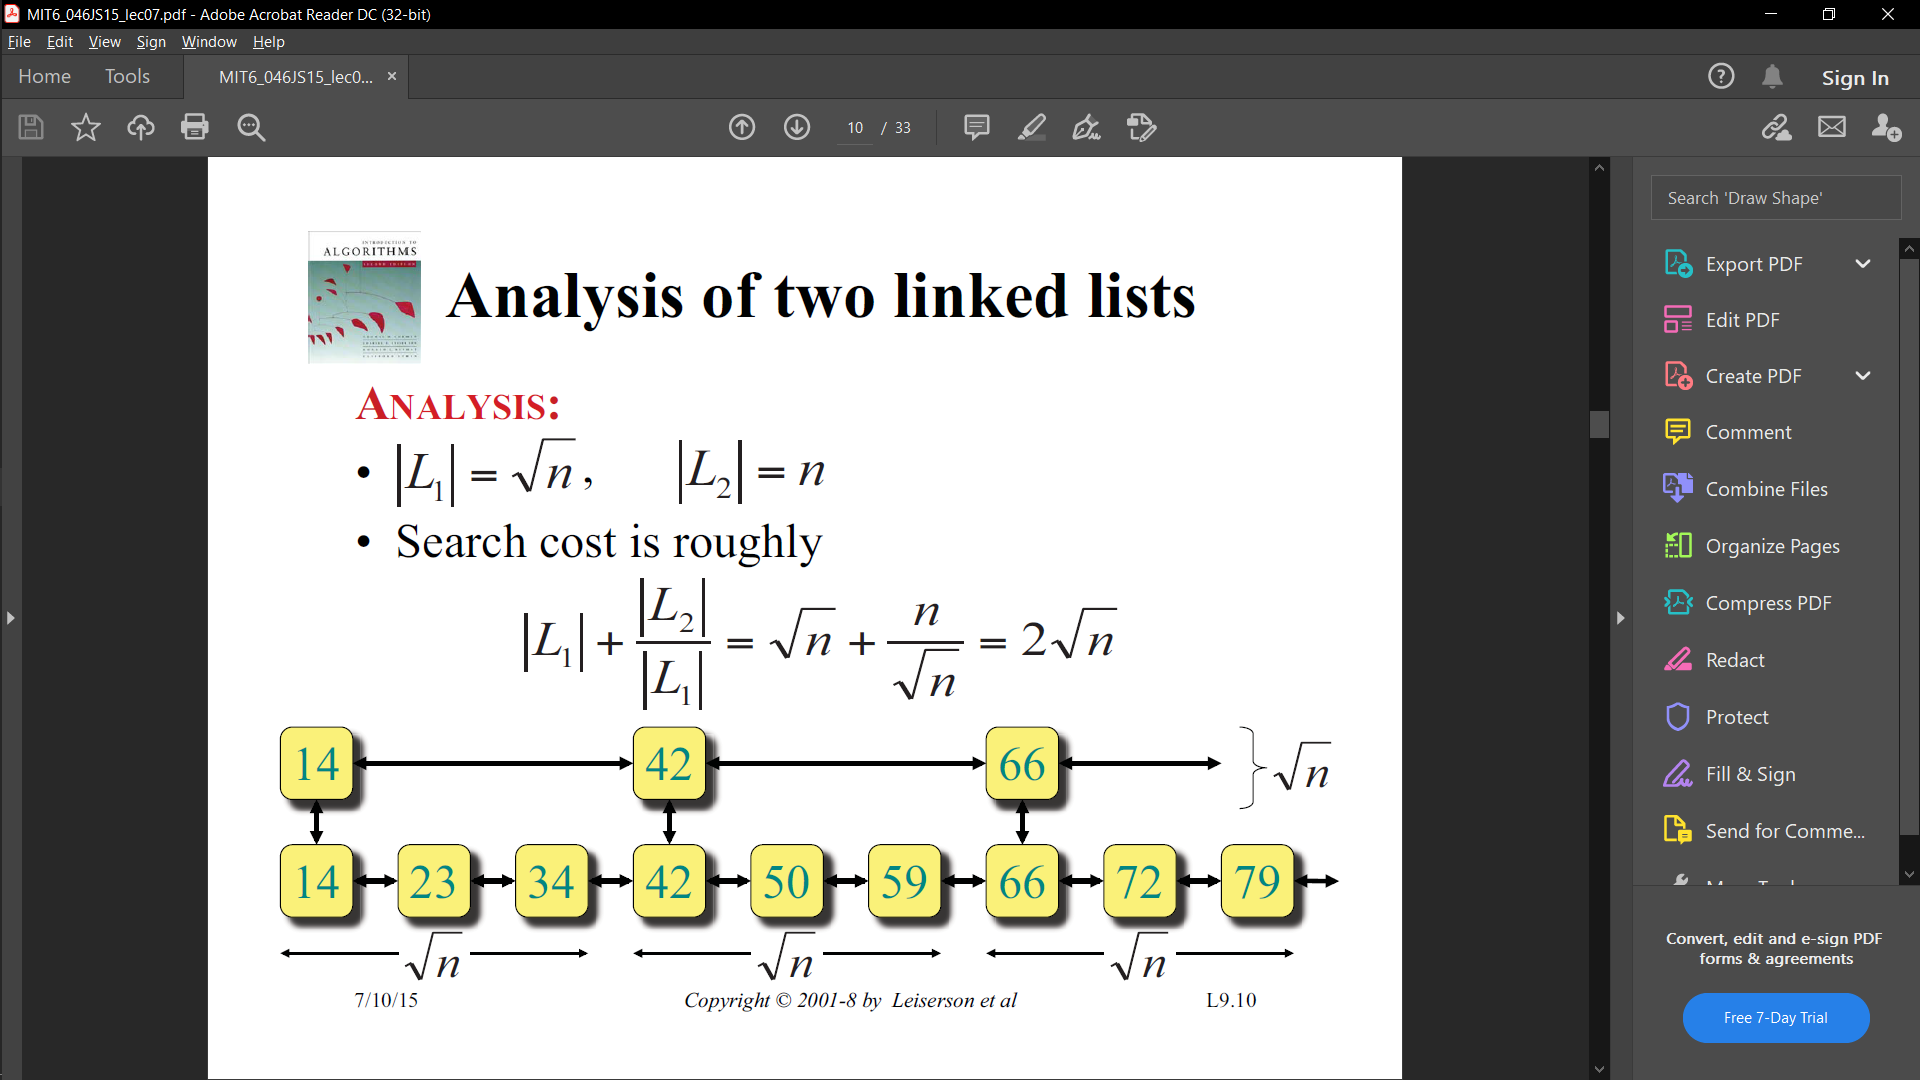 MIT6_046JS15_lec07.pdf - Adobe Acrobat Reader DC (32-bit)
File Edit View Sign Window Help
Home Tools MIT6_046JS15_lec0... × Sign In
10 / 33
Search 'Draw Shape'
Export PDF
Edit PDF
Create PDF
Comment
Combine Files
Organize Pages
Compress PDF
Redact
Protect
Fill & Sign
Send for Comme...
Convert, edit and e-sign PDF
forms & agreements
Free 7-Day Trial
INTRODUCTION TO
ALGORITHMS
Analysis of two linked lists
ANALYSIS:
• |L₁| = √n, |L₂| = n
• Search cost is roughly
|L₁| + |L₂|/|L₁| = √n + n/√n = 2√n
14 42 66 √n
14 23 34 42 50 59 66 72 79
√n √n √n
7/10/15 Copyright © 2001-8 by Leiserson et al L9.10